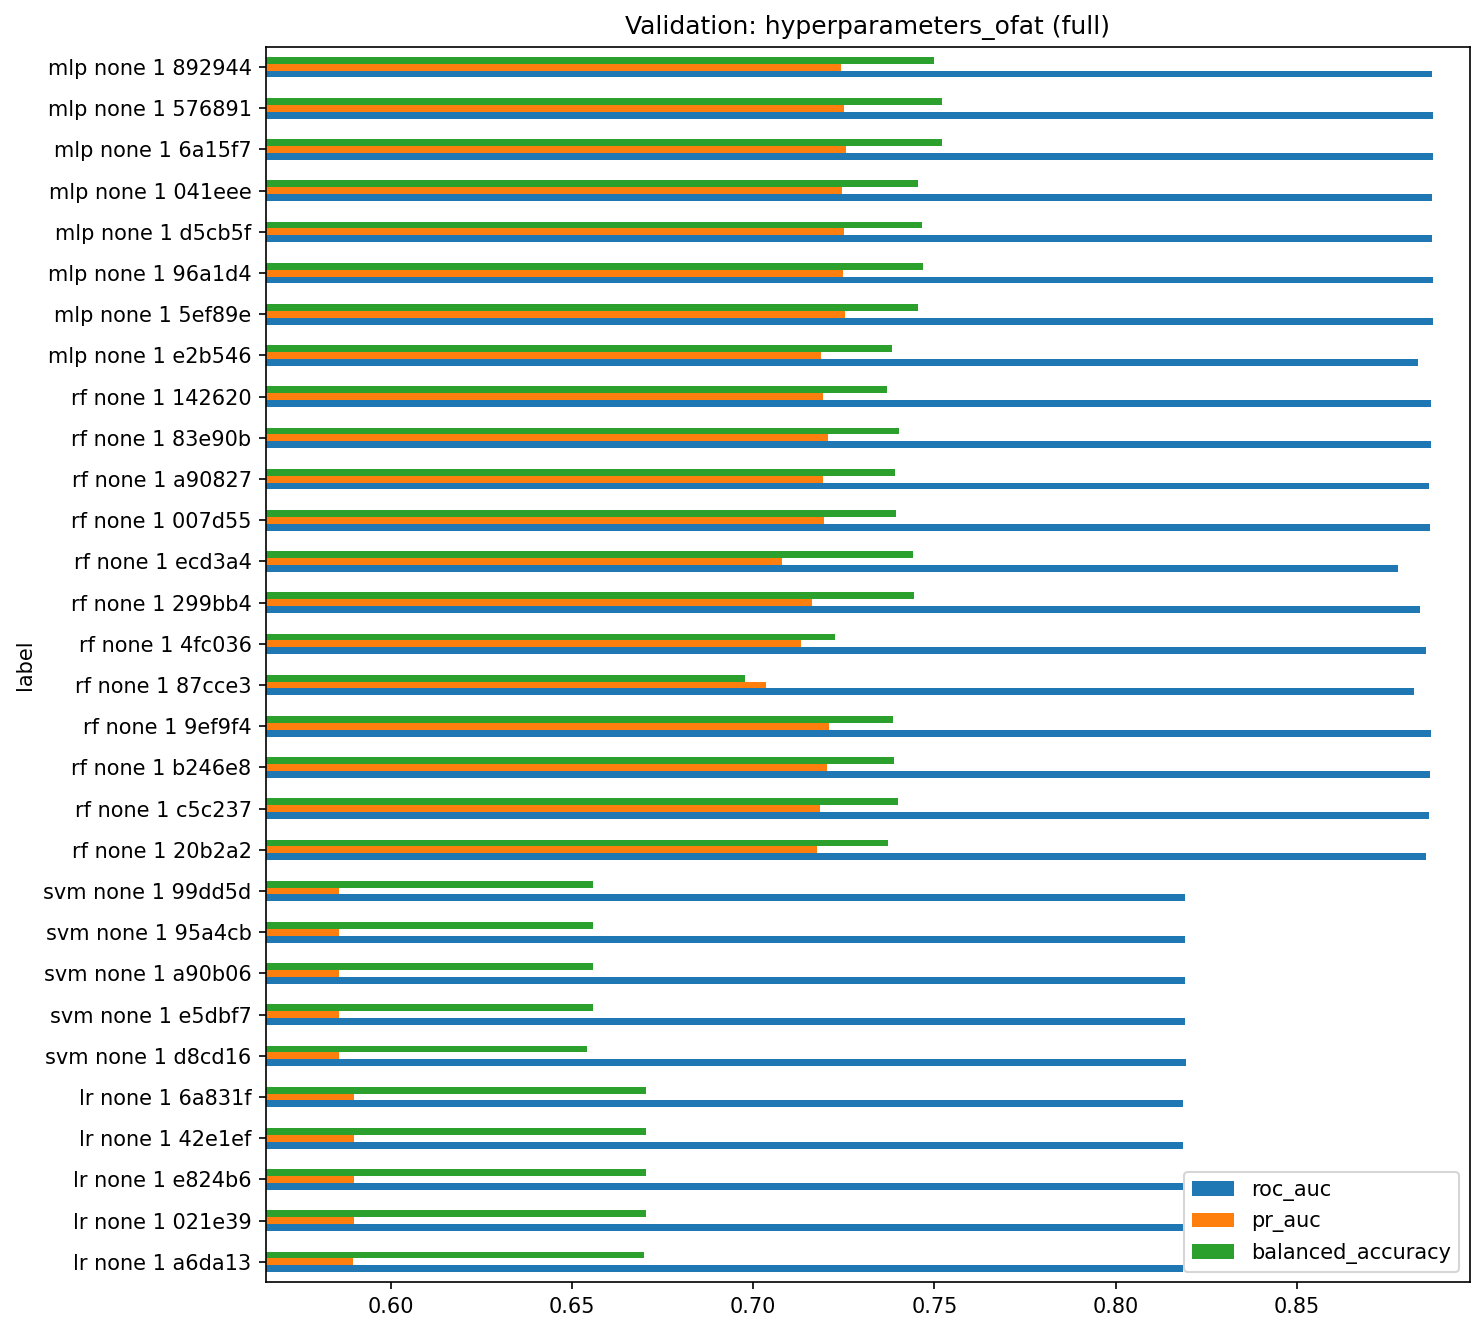 Validation: hyperparameters_ofat (full)
mlp none 1 892944
mlp none 1 576891
mlp none 1 6a15f7
mlp none 1 041eee
mlp none 1 d5cb5f
mlp none 1 96a1d4
mlp none 1 5ef89e
mlp none 1 e2b546
rf none 1 142620
rf none 1 83e90b
rf none 1 a90827
rf none 1 007d55
rf none 1 ecd3a4
rf none 1 299bb4
rf none 1 4fc036
rf none 1 87cce3
rf none 1 9ef9f4
rf none 1 b246e8
rf none 1 c5c237
rf none 1 20b2a2
svm none 1 99dd5d
svm none 1 95a4cb
svm none 1 a90b06
svm none 1 e5dbf7
svm none 1 d8cd16
lr none 1 6a831f
lr none 1 42e1ef
lr none 1 e824b6
lr none 1 021e39
lr none 1 a6da13
label
roc_auc
pr_auc
balanced_accuracy
0.60 0.65 0.70 0.75 0.80 0.85